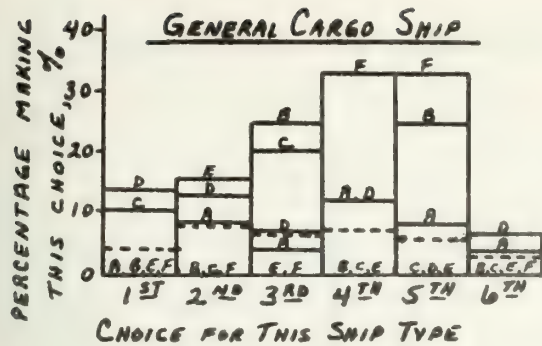 GENERAL CARGO SHIP
PERCENTAGE MAKING
THIS CHOICE, %
40
30
20
10
0
D
C
A, B, E, F
E
D
A
B, C, F
B
C
D
A
E, F
E
A, D
B, C, E
F
B
A
C, D, E
D
A
B, C, E, F
1ST 2ND 3RD 4TH 5TH 6TH
CHOICE FOR THIS SHIP TYPE